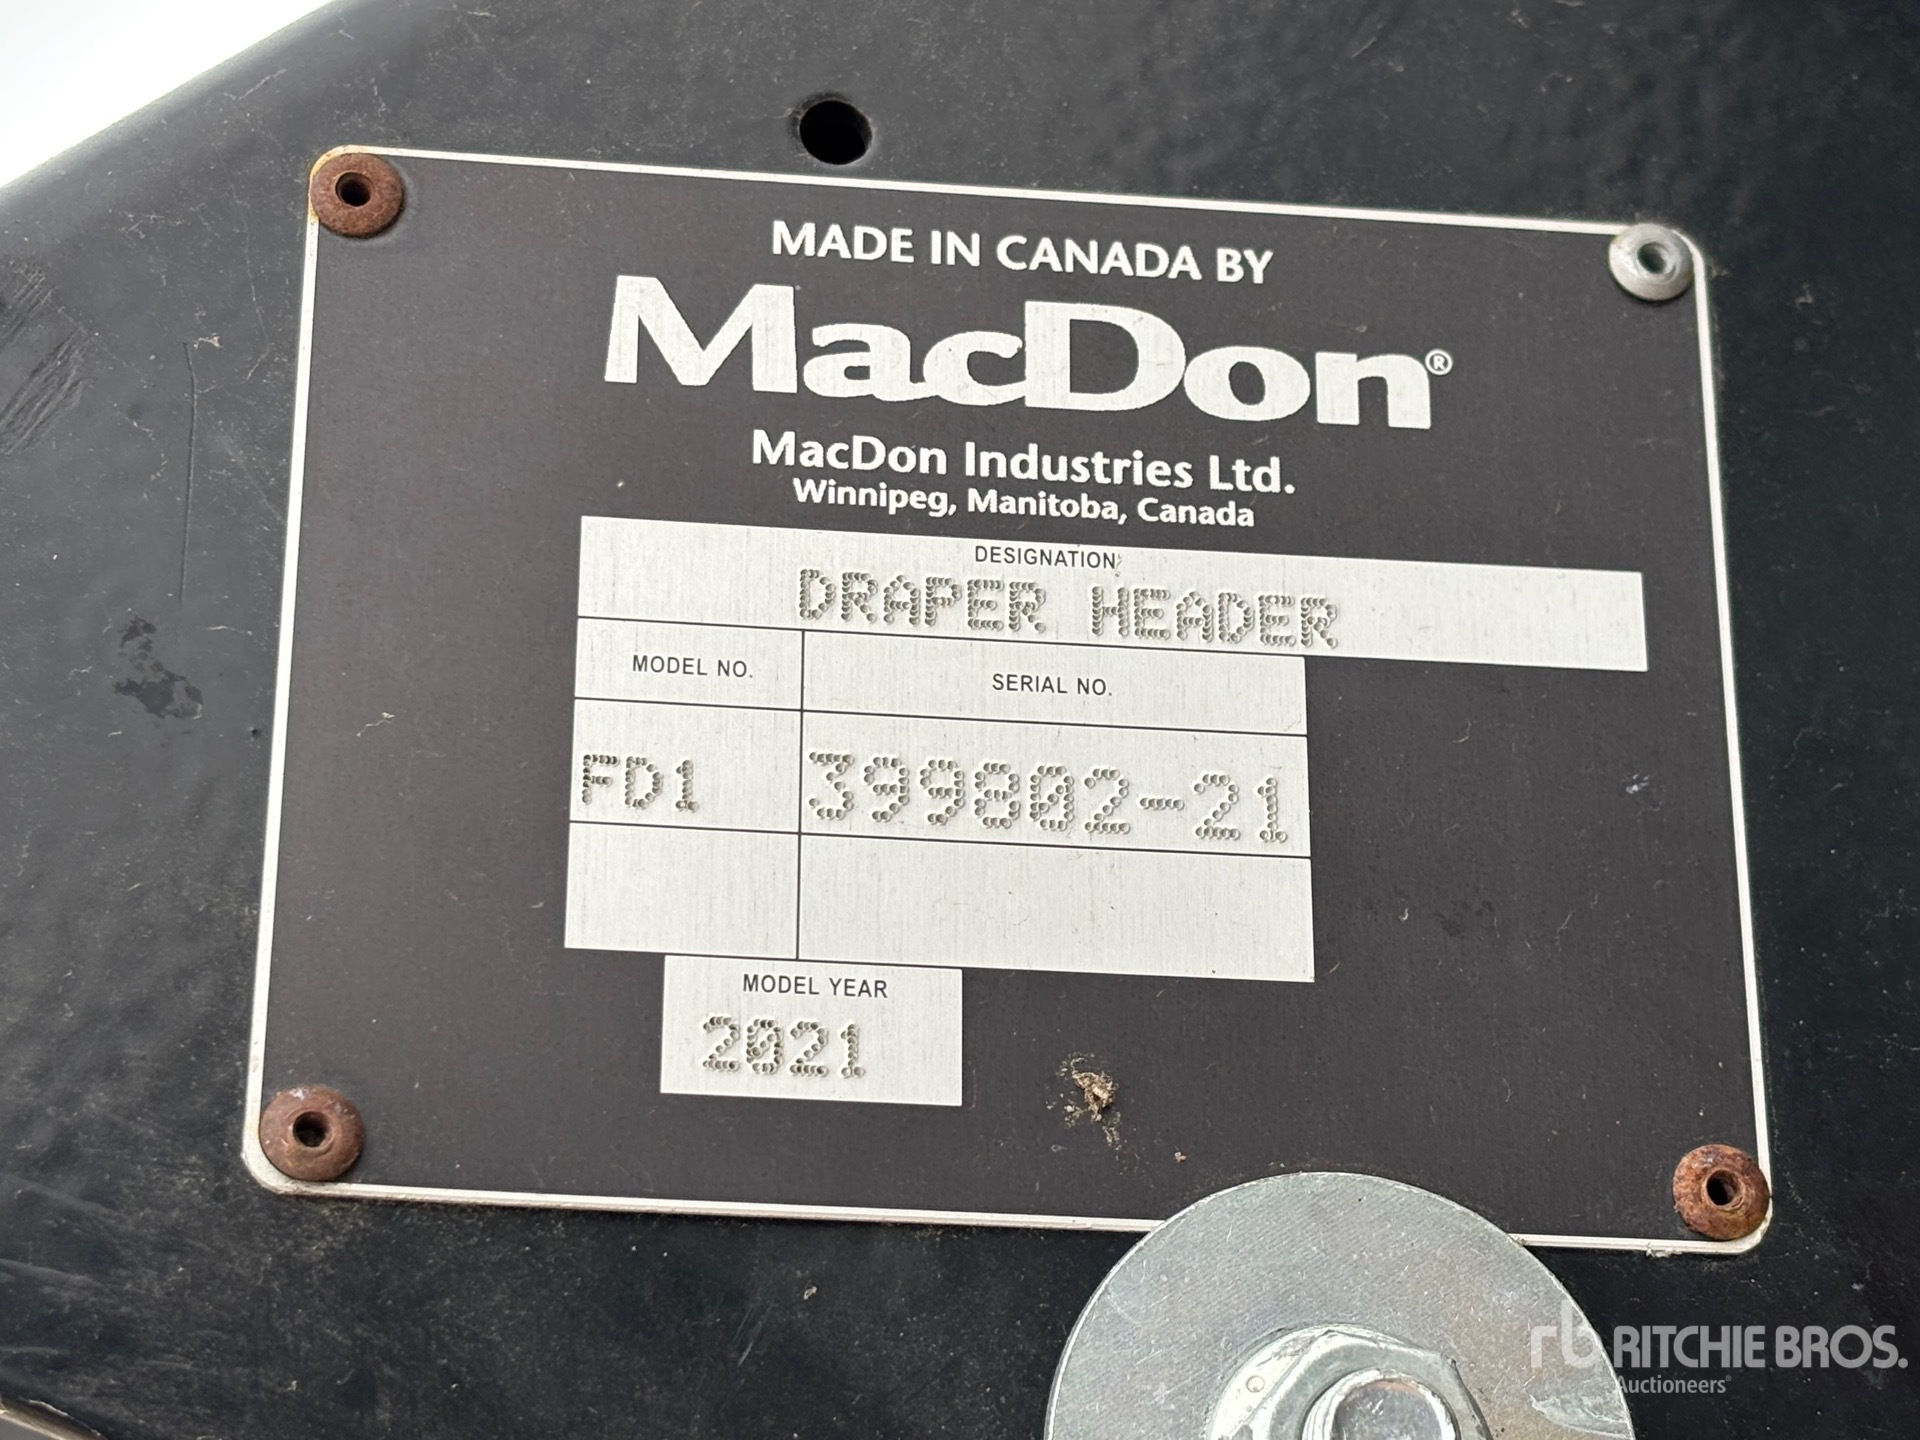 MADE IN CANADA BY
MacDon®
MacDon Industries Ltd.
Winnipeg, Manitoba, Canada
DESIGNATION
DRAPER HEADER
MODEL NO. SERIAL NO.
FD1 399802-21
MODEL YEAR
2021
rb RITCHIE BROS.
Auctioneers®